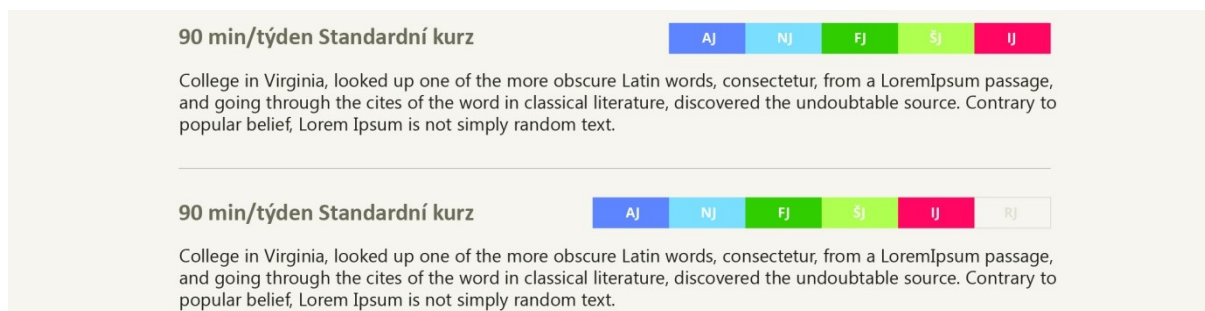 90 min/týden Standardní kurz AJ NJ FJ ŠJ IJ
College in Virginia, looked up one of the more obscure Latin words, consectetur, from a LoremIpsum passage,
and going through the cites of the word in classical literature, discovered the undoubtable source. Contrary to
popular belief, Lorem Ipsum is not simply random text.
90 min/týden Standardní kurz AJ NJ FJ ŠJ IJ RJ
College in Virginia, looked up one of the more obscure Latin words, consectetur, from a LoremIpsum passage,
and going through the cites of the word in classical literature, discovered the undoubtable source. Contrary to
popular belief, Lorem Ipsum is not simply random text.